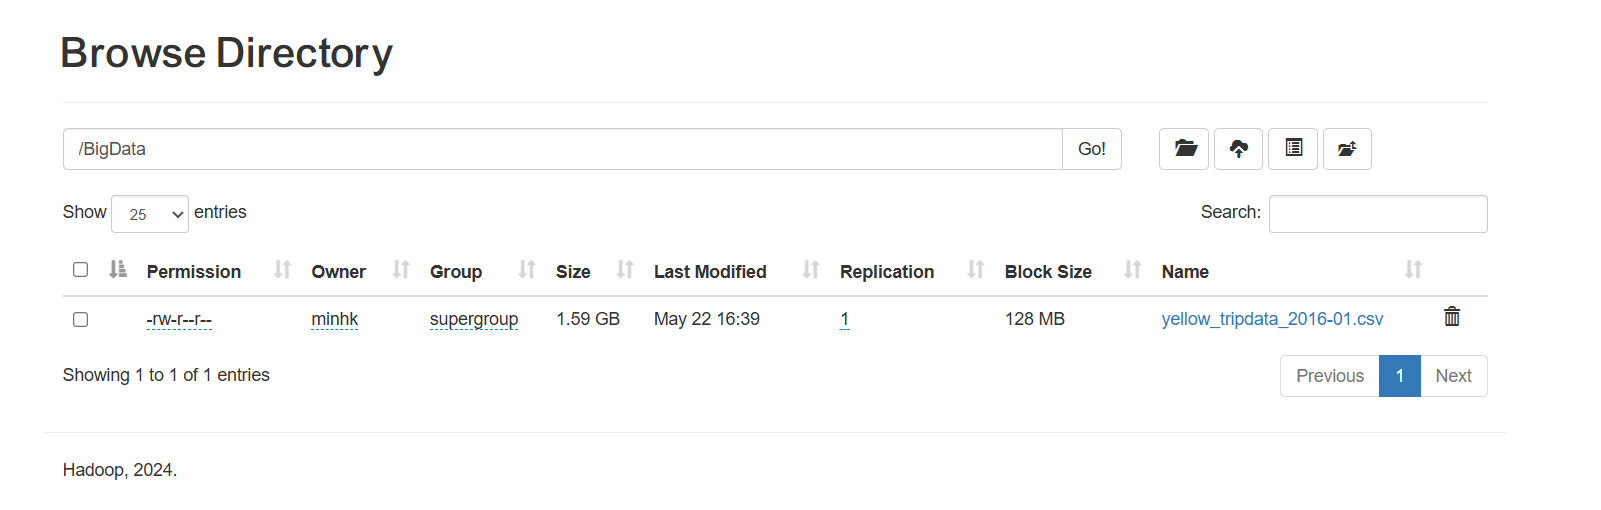 Browse Directory
/BigData Go!
Show 25 entries Search:
Permission Owner Group Size Last Modified Replication Block Size Name
-rw-r--r-- minhk supergroup 1.59 GB May 22 16:39 1 128 MB yellow_tripdata_2016-01.csv
Showing 1 to 1 of 1 entries Previous 1 Next
Hadoop, 2024.